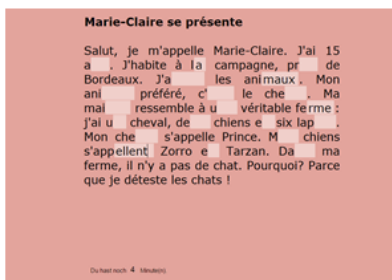 Marie-Claire se présente
Salut, je m'appelle Marie-Claire. J'ai 15
a . J'habite à la campagne, pr de
Bordeaux. J'a les animaux . Mon
ani préféré, c' le che . Ma
mai ressemble à u véritable ferme :
j'ai u cheval, de chiens e six lap .
Mon che s'appelle Prince. M chiens
s'appellent Zorro e Tarzan. Da ma
ferme, il n'y a pas de chat. Pourquoi? Parce
que je déteste les chats !
Du hast noch 4 Minute(n)